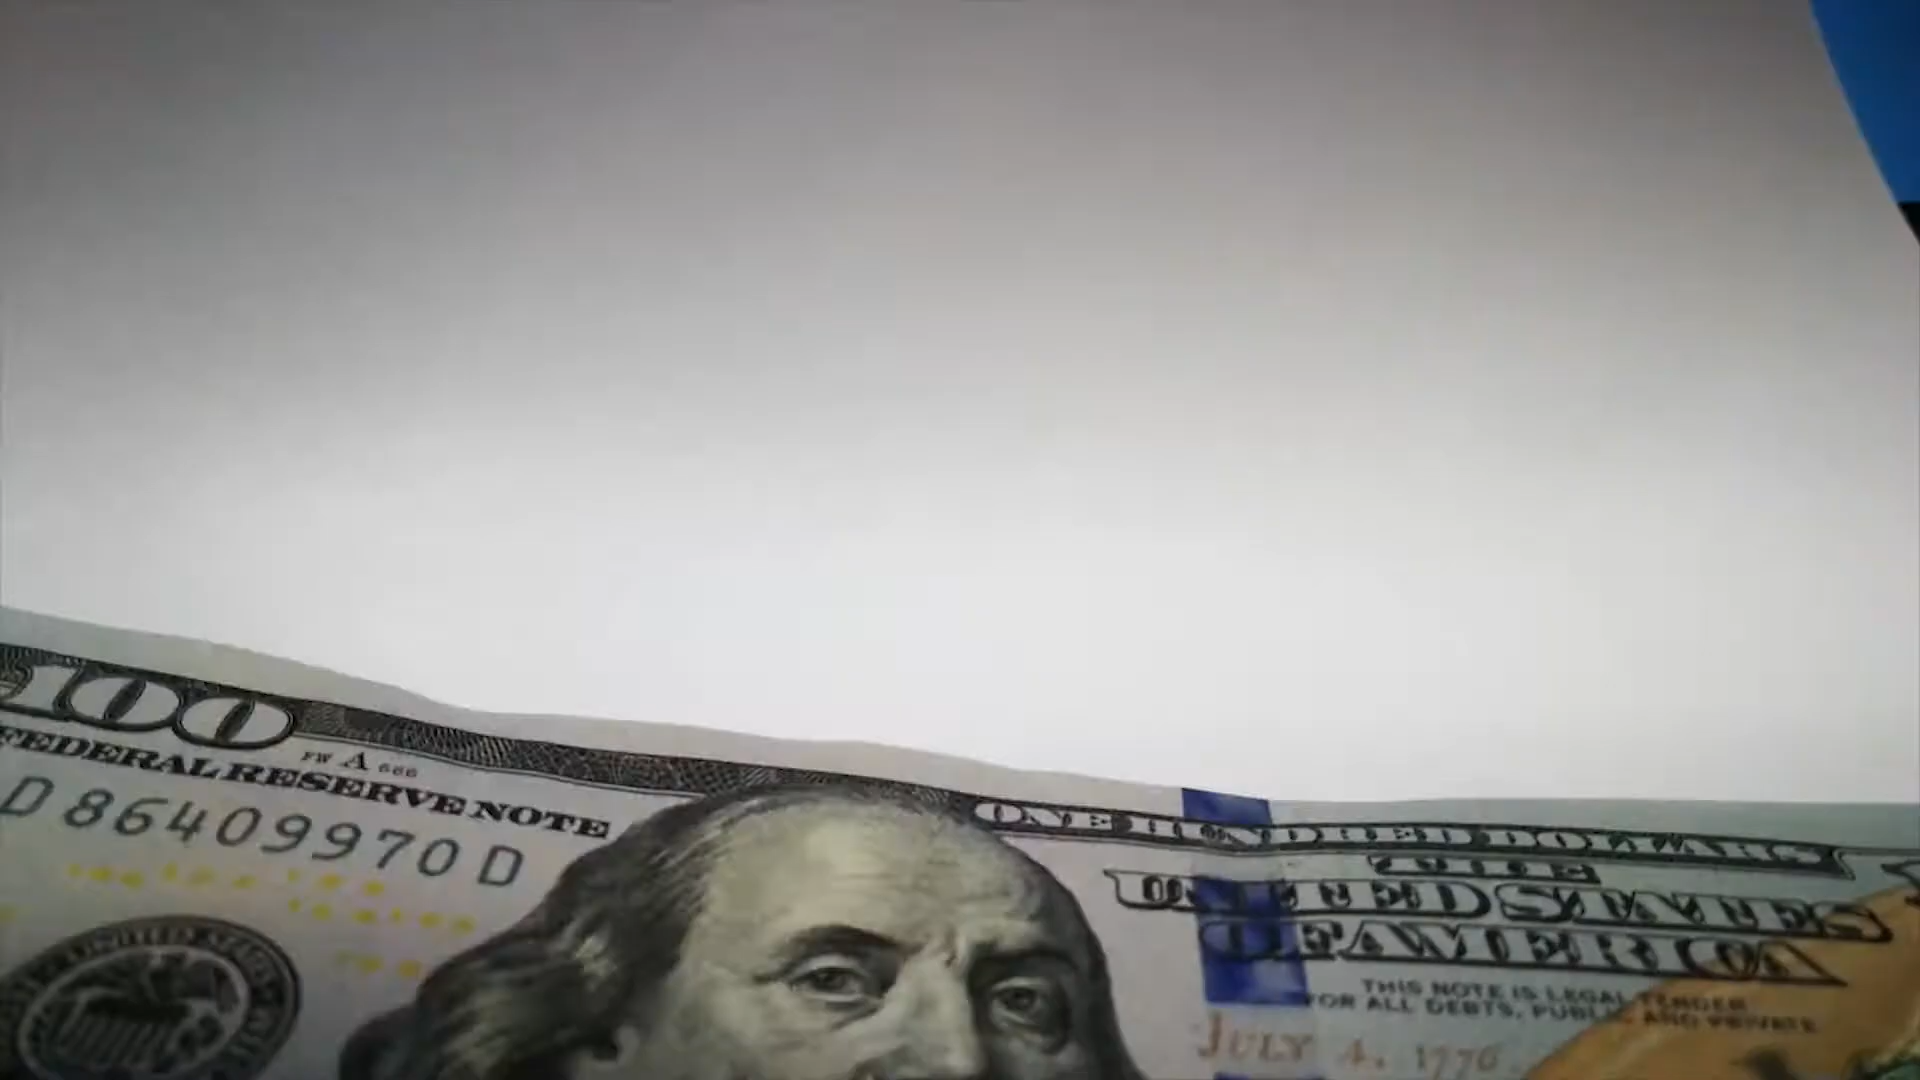 100
FEDERAL RESERVE NOTE
FW A 666
D 86409970 D
ONE HUNDRED DOLLARS
THE
UNITED STATES
OF AMERICA
THIS NOTE IS LEGAL TENDER
FOR ALL DEBTS, PUBLIC AND PRIVATE
JULY 4, 1776